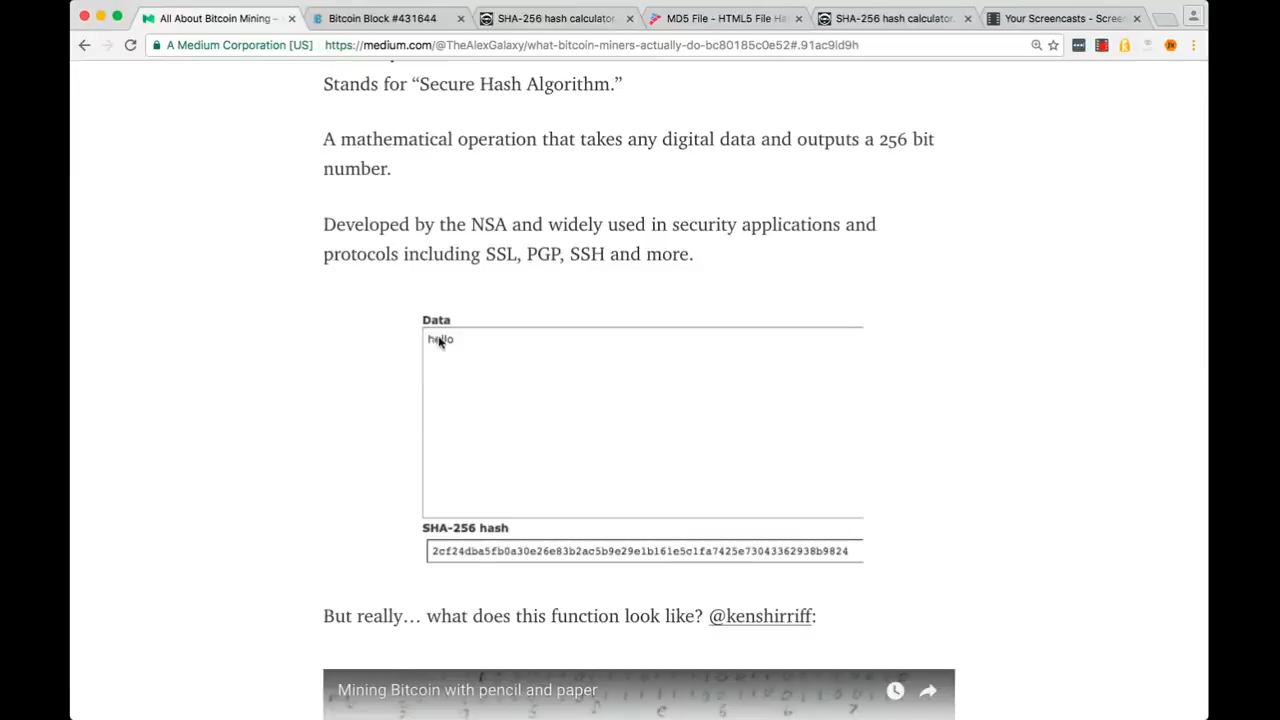 All About Bitcoin Mining -
Bitcoin Block #431644
SHA-256 hash calculator.
MD5 File - HTML5 File Ha
SHA-256 hash calculator.
Your Screencasts - Scree
A Medium Corporation [US]
https://medium.com/@TheAlexGalaxy/what-bitcoin-miners-actually-do-bc80185c0e52#.91ac9ld9h
Stands for “Secure Hash Algorithm.”
A mathematical operation that takes any digital data and outputs a 256 bit
number.
Developed by the NSA and widely used in security applications and
protocols including SSL, PGP, SSH and more.
Data
hello
SHA-256 hash
2cf24dba5fb0a30e26e83b2ac5b9e29e1b161e5c1fa7425e73043362938b9824
But really… what does this function look like? @kenshirriff:
Mining Bitcoin with pencil and paper